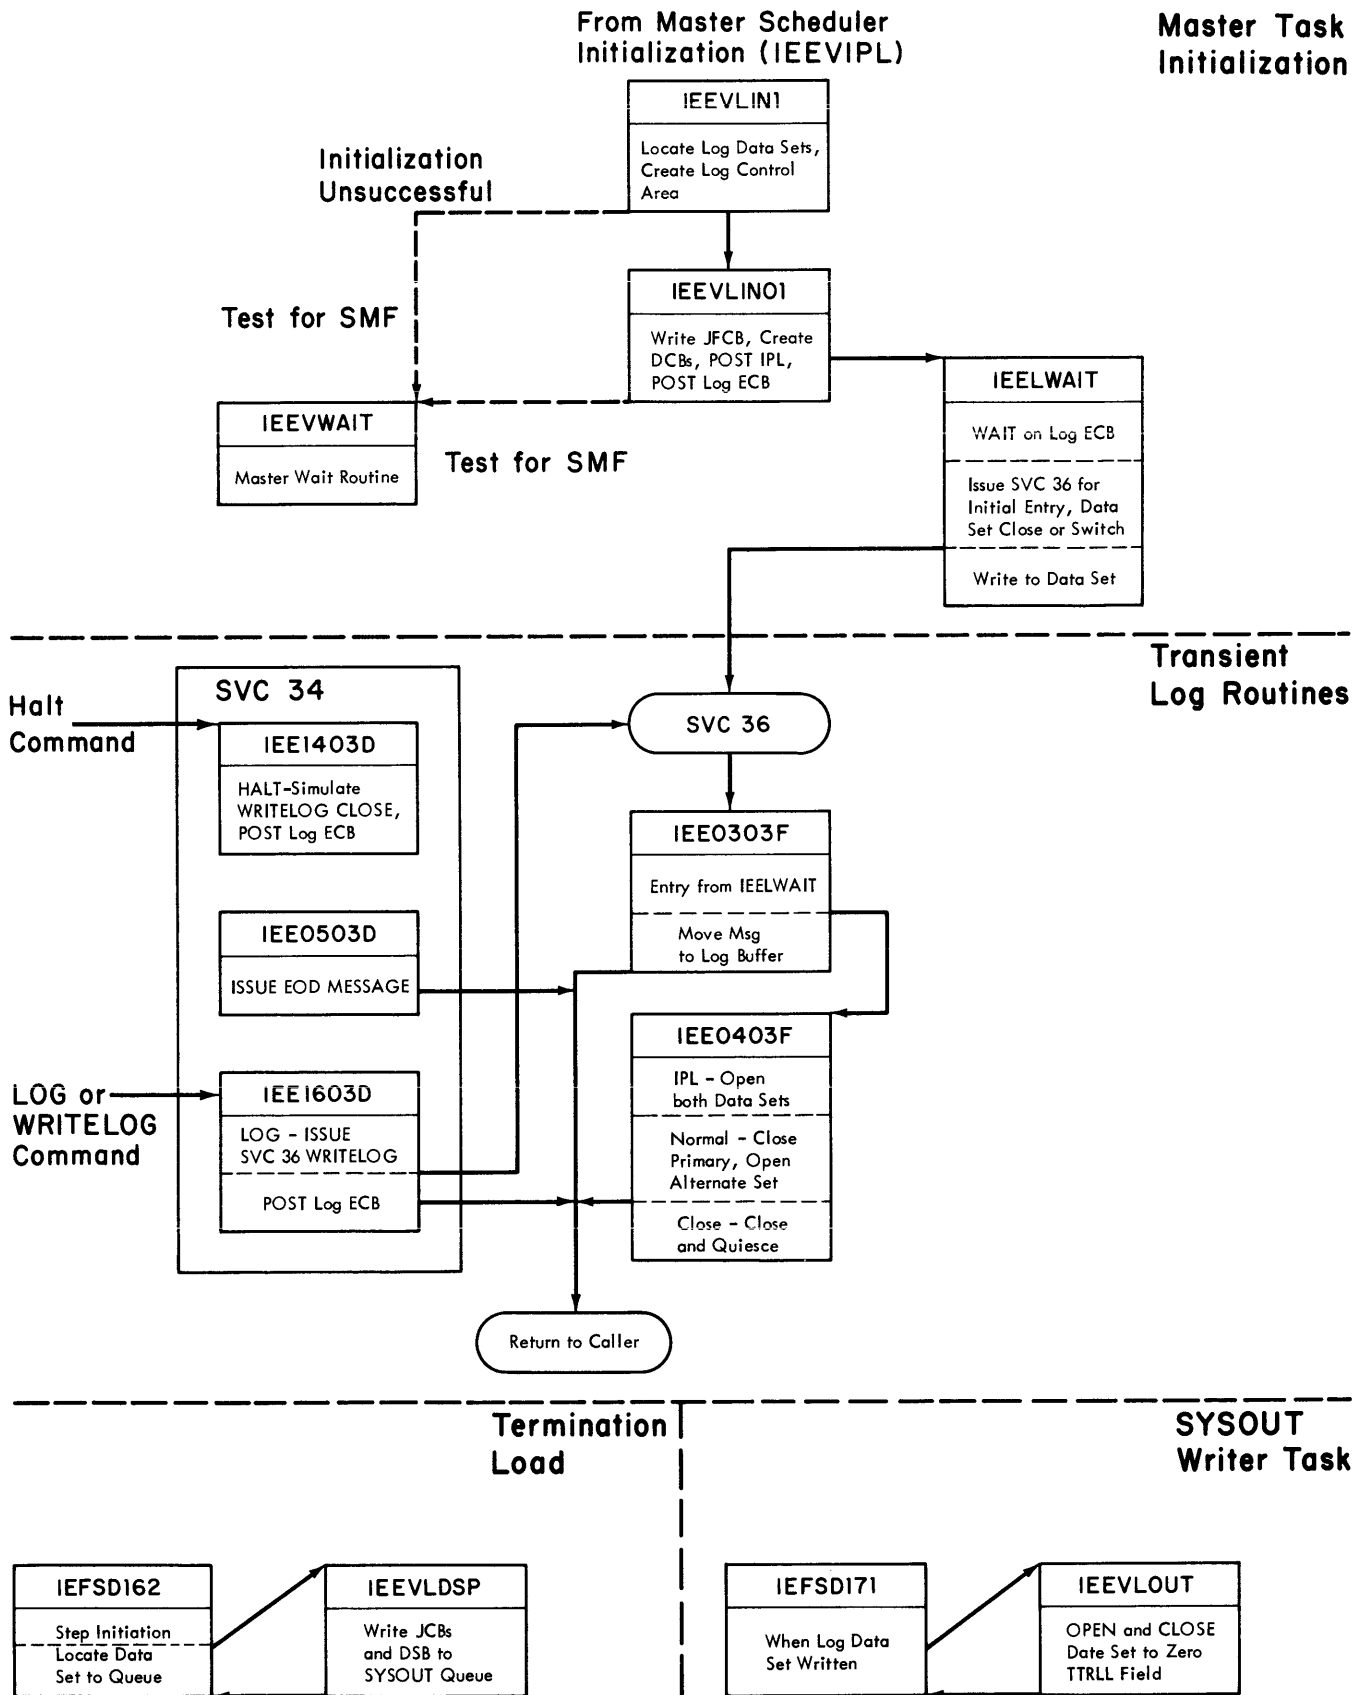 From Master Scheduler
Initialization (IEEVIPL)
Master Task
Initialization
IEEVLIN1
Locate Log Data Sets,
Create Log Control
Area
Initialization
Unsuccessful
IEEVLINO1
Write JFCB, Create
DCBs, POST IPL,
POST Log ECB
Test for SMF
IEELWAIT
WAIT on Log ECB
Issue SVC 36 for
Initial Entry, Data
Set Close or Switch
Write to Data Set
IEEVWAIT
Master Wait Routine
Test for SMF
Transient
Log Routines
SVC 34
Halt
Command
IEE1403D
HALT-Simulate
WRITELOG CLOSE,
POST Log ECB
SVC 36
IEE0303F
Entry from IEELWAIT
Move Msg
to Log Buffer
IEE0503D
ISSUE EOD MESSAGE
IEE0403F
IPL - Open
both Data Sets
Normal - Close
Primary, Open
Alternate Set
Close - Close
and Quiesce
LOG or
WRITELOG
Command
IEE1603D
LOG - ISSUE
SVC 36 WRITELOG
POST Log ECB
Return to Caller
Termination
Load
SYSOUT
Writer Task
IEFSD162
Step Initiation
Locate Data
Set to Queue
IEEVLDSP
Write JCBs
and DSB to
SYSOUT Queue
IEFSD171
When Log Data
Set Written
IEEVLOUT
OPEN and CLOSE
Date Set to Zero
TTRLL Field